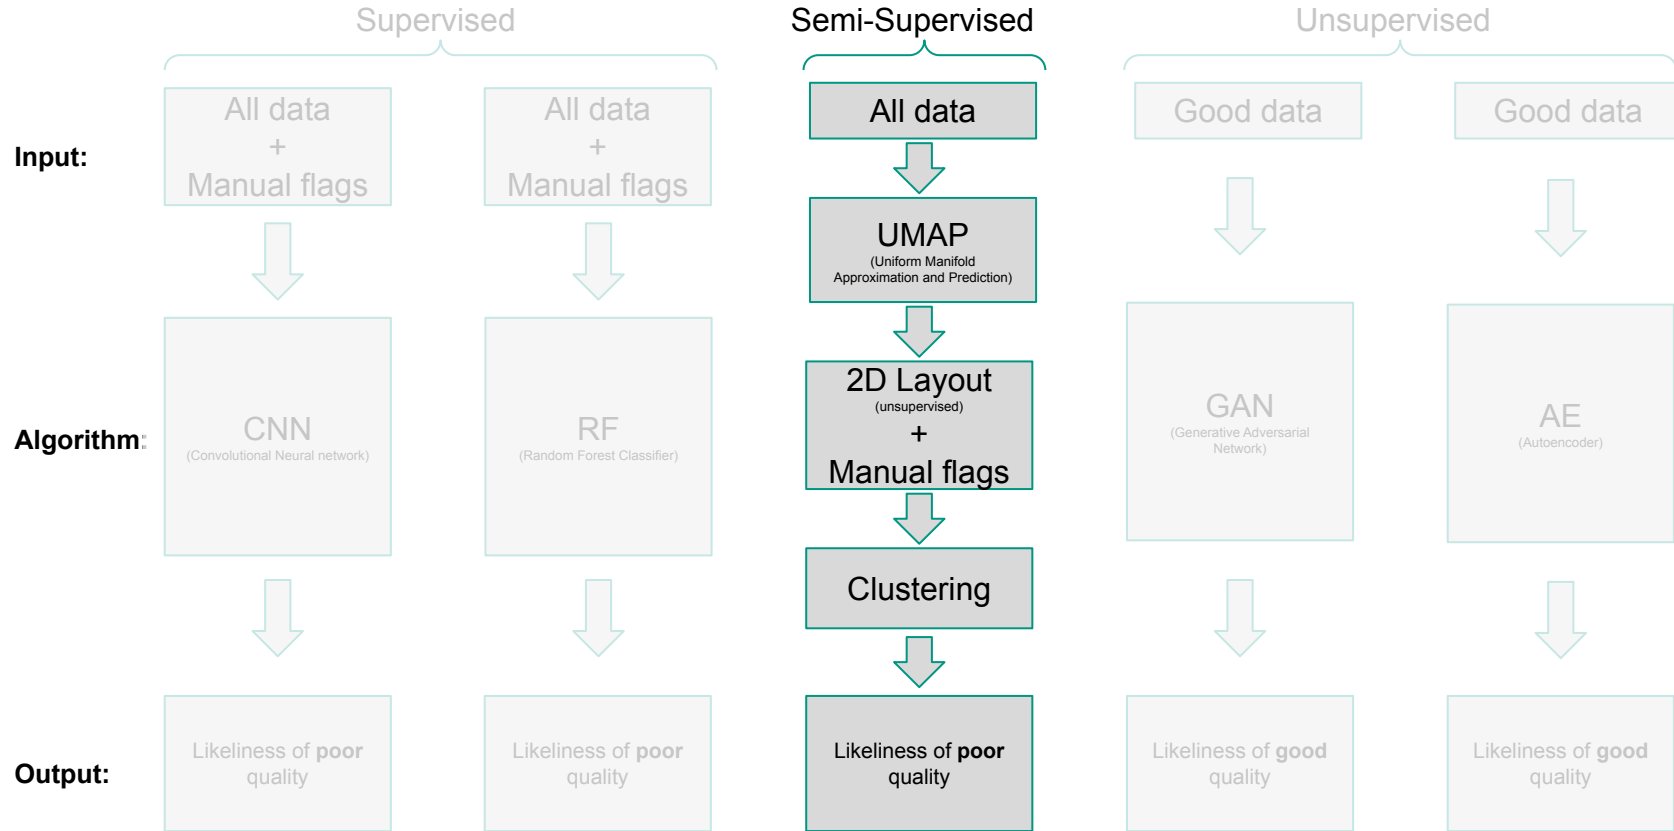 Supervised
Semi-Supervised
Unsupervised
Input:
All data
+
Manual flags
All data
+
Manual flags
All data
Good data
Good data
UMAP
(Uniform Manifold
Approximation and Prediction)
Algorithm:
CNN
(Convolutional Neural network)
RF
(Random Forest Classifier)
2D Layout
(unsupervised)
+
Manual flags
GAN
(Generative Adversarial
Network)
AE
(Autoencoder)
Clustering
Output:
Likeliness of poor
quality
Likeliness of poor
quality
Likeliness of poor
quality
Likeliness of good
quality
Likeliness of good
quality